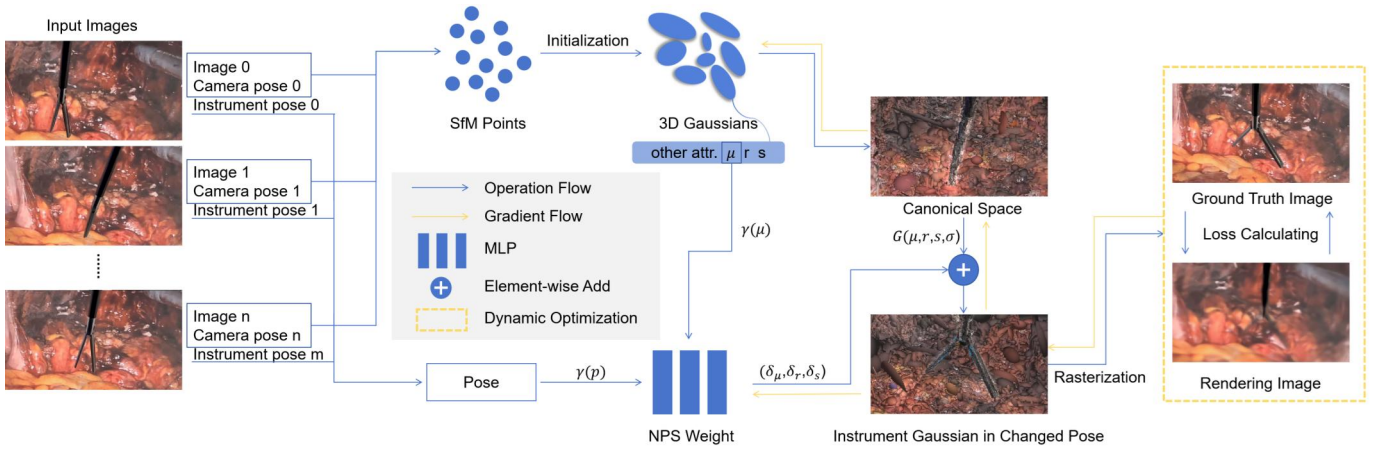 Input Images
Image 0
Camera pose 0
Instrument pose 0
Image 1
Camera pose 1
Instrument pose 1
Image n
Camera pose n
Instrument pose m
SfM Points
Initialization
3D Gaussians
other attr. μ r s
Operation Flow
Gradient Flow
MLP
Element-wise Add
Dynamic Optimization
γ(μ)
Pose
γ(p)
NPS Weight
(δ_μ,δ_r,δ_s)
Canonical Space
G(μ,r,s,σ)
Instrument Gaussian in Changed Pose
Rasterization
Ground Truth Image
Loss Calculating
Rendering Image